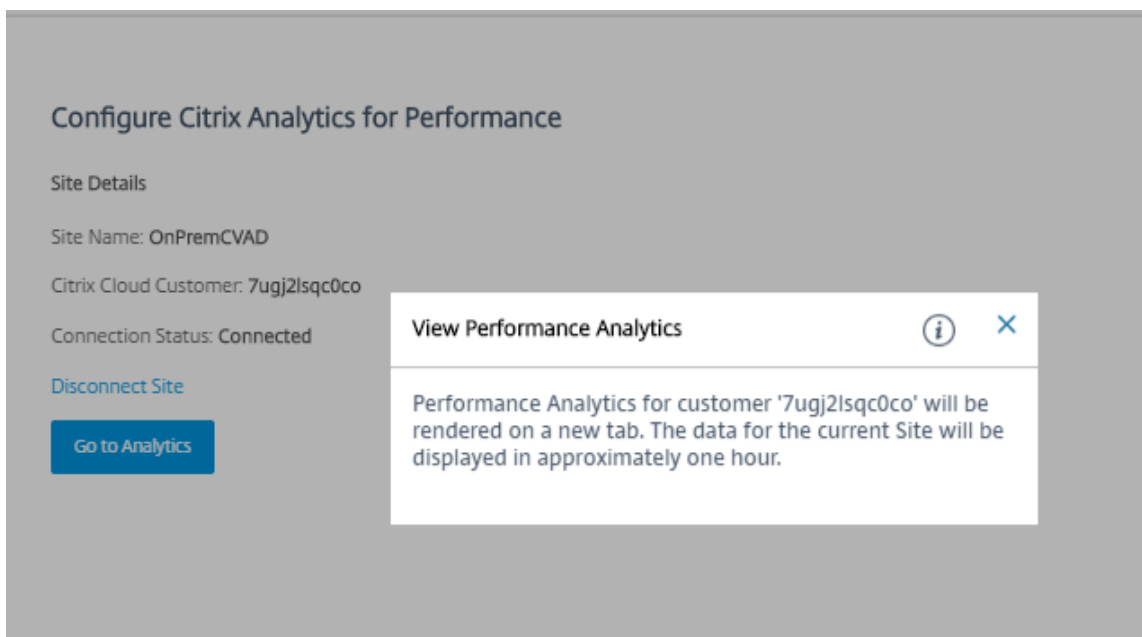 Configure Citrix Analytics for Performance
Site Details
Site Name: OnPremCVAD
Citrix Cloud Customer: 7ugj2lsqc0co
Connection Status: Connected
Disconnect Site
Go to Analytics
View Performance Analytics
Performance Analytics for customer '7ugj2lsqc0co' will be
rendered on a new tab. The data for the current Site will be
displayed in approximately one hour.